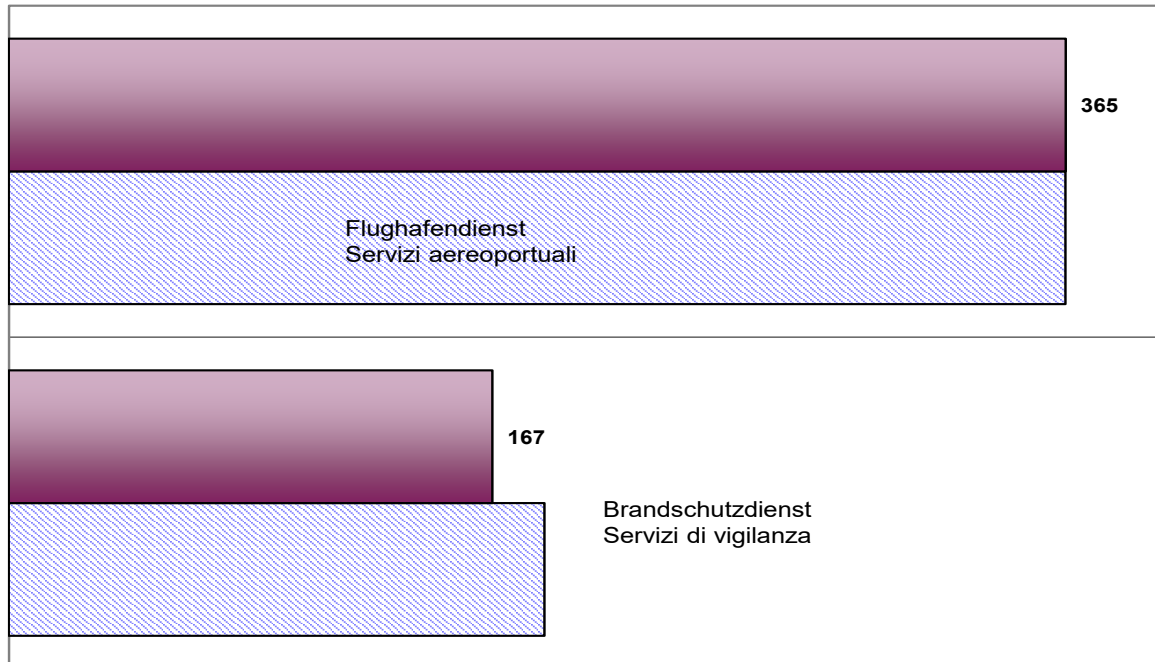 365
Flughafendienst
Servizi aereoportuali
167
Brandschutzdienst
Servizi di vigilanza